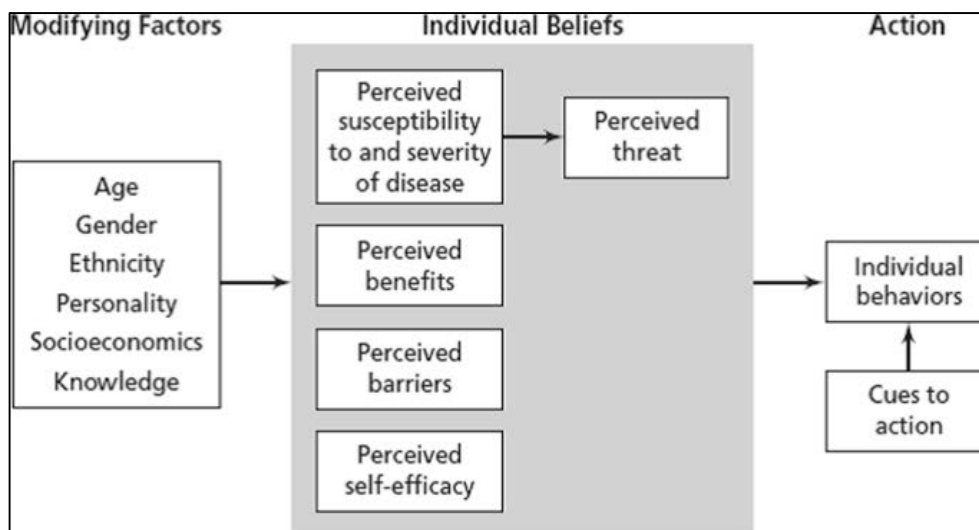 Modifying Factors
Individual Beliefs
Action
Age
Gender
Ethnicity
Personality
Socioeconomics
Knowledge
Perceived
susceptibility
to and severity
of disease
Perceived
threat
Perceived
benefits
Perceived
barriers
Perceived
self-efficacy
Individual
behaviors
Cues to
action